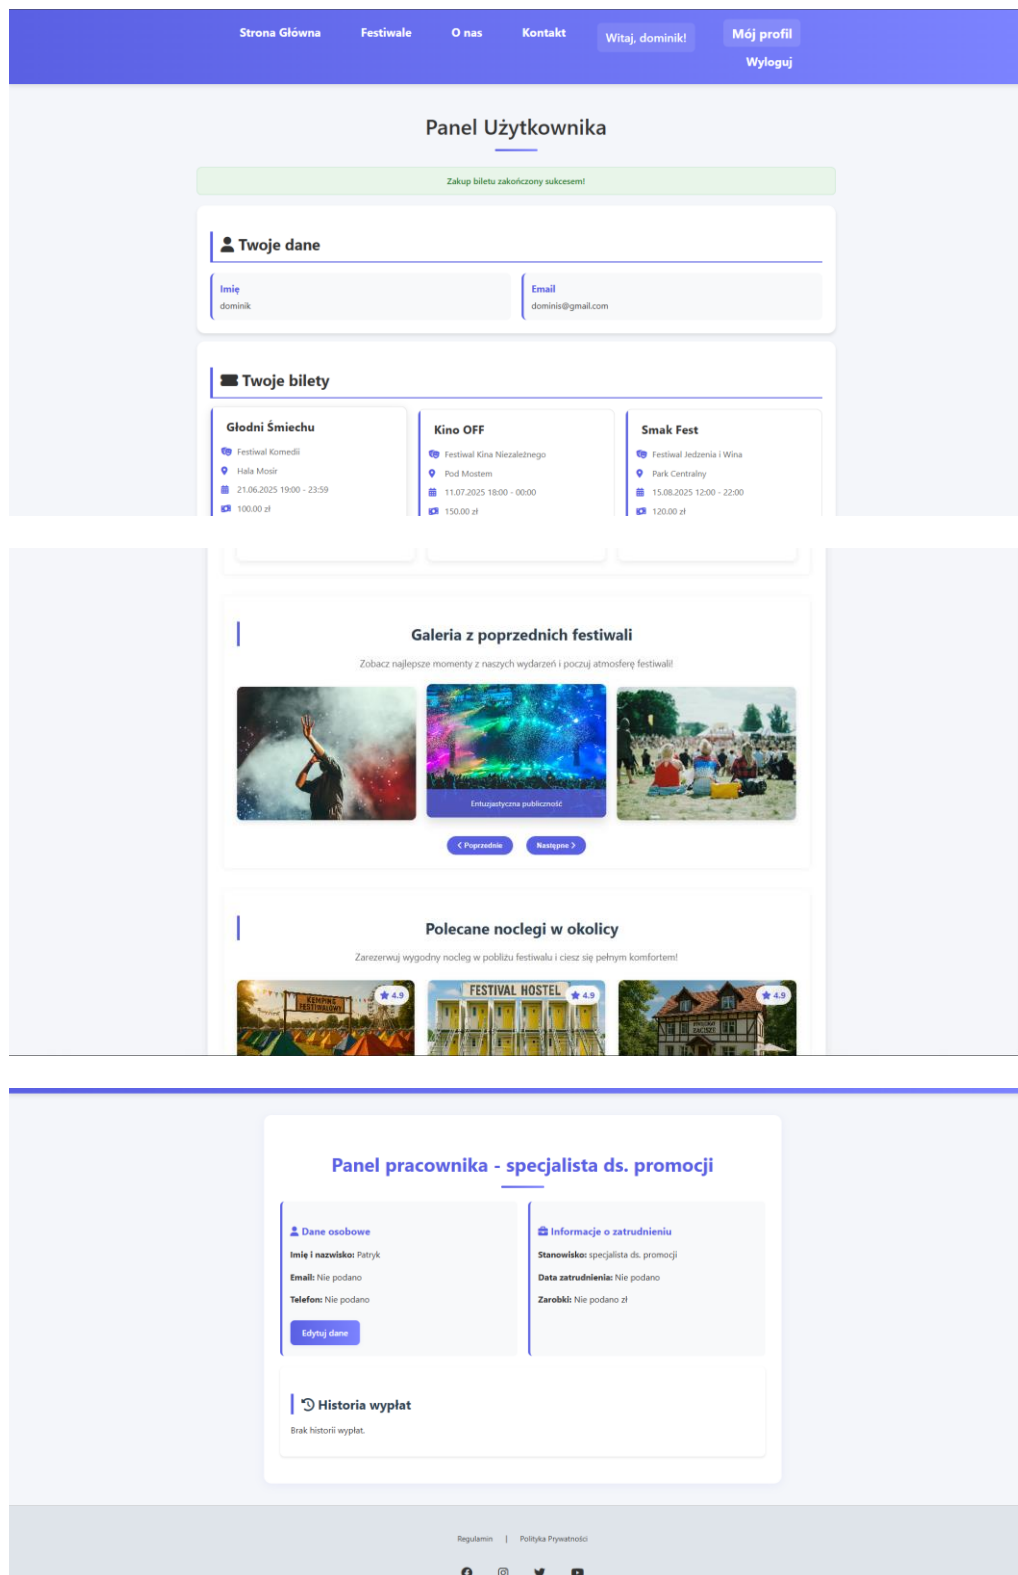 Strona Główna Festiwale O nas Kontakt Witaj, dominik! Mój profil
Wyloguj
Panel Użytkownika
Zakup biletu zakończony sukcesem!
Twoje dane
Imię
dominik
Email
dominis@gmail.com
Twoje bilety
Głodni Śmiechu
Festiwal Komedii
Hala Mosir
21.06.2025 19:00 - 23:59
100.00 zł
Kino OFF
Festiwal Kina Niezależnego
Pod Mostem
11.07.2025 18:00 - 00:00
150.00 zł
Smak Fest
Festiwal Jedzenia i Wina
Park Centralny
15.08.2025 12:00 - 22:00
120.00 zł
Galeria z poprzednich festiwali
Zobacz najlepsze momenty z naszych wydarzeń i poczuj atmosferę festiwali!
Entuzjastyczna publiczność
< Poprzednie Następne >
Polecane noclegi w okolicy
Zarezerwuj wygodny nocleg w pobliżu festiwalu i ciesz się pełnym komfortem!
KEMPING
FESTIWALOWY
4.9
FESTIVAL HOSTEL
4.9
ZACISZE
4.9
Panel pracownika - specjalista ds. promocji
Dane osobowe
Imię i nazwisko: Patryk
Email: Nie podano
Telefon: Nie podano
Edytuj dane
Informacje o zatrudnieniu
Stanowisko: specjalista ds. promocji
Data zatrudnienia: Nie podano
Zarobki: Nie podano zł
Historia wypłat
Brak historii wypłat.
Regulamin | Polityka Prywatności